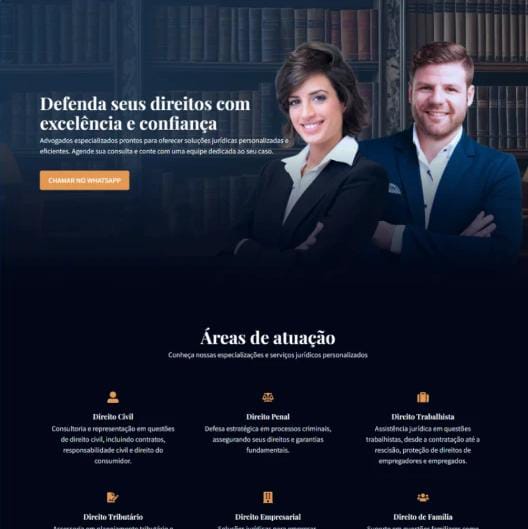 Defenda seus direitos com
excelência e confiança
Advogados especializados prontos para oferecer soluções jurídicas personalizadas e
eficientes. Agende sua consulta e conte com uma equipe dedicada ao seu caso.
CHAMAR NO WHATSAPP
Áreas de atuação
Conheça nossas especializações e serviços jurídicos personalizados
Direito Civil
Consultoria e representação em questões
de direito civil, incluindo contratos,
responsabilidade civil e direito do
consumidor.
Direito Penal
Defesa estratégica em processos criminais,
assegurando seus direitos e garantias
fundamentais.
Direito Trabalhista
Assistência jurídica em questões
trabalhistas, desde a contratação até a
rescisão, proteção de direitos de
empregadores e empregados.
Direito Tributário
Direito Empresarial
Direito de Família